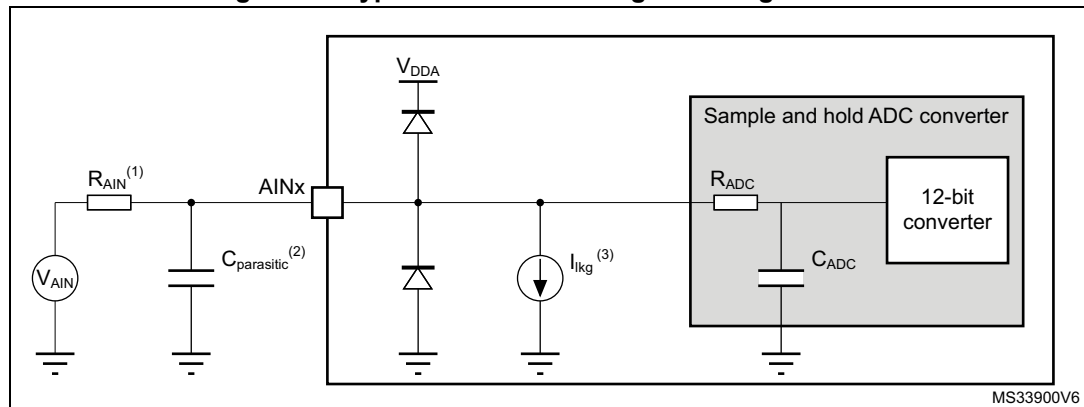 V_DDA
Sample and hold ADC converter
R_AIN^(1)
AINx
R_ADC
12-bit
converter
C_parasitic^(2)
I_lkg^(3)
C_ADC
V_AIN
MS33900V6